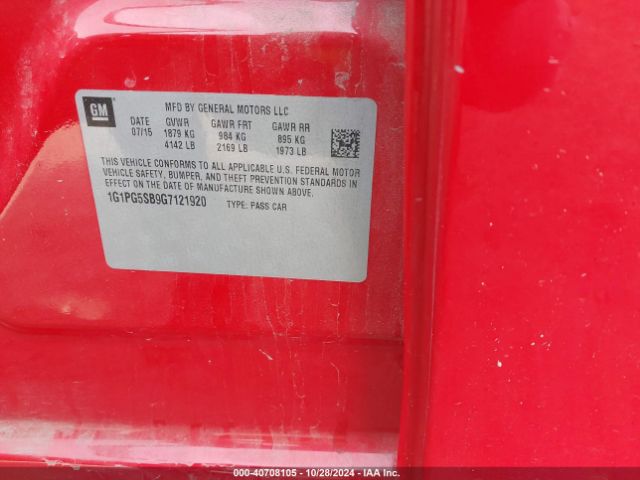 GM
MFD BY GENERAL MOTORS LLC
DATE GVWR GAWR FRT GAWR RR
07/15 1879 KG 984 KG 895 KG
4142 LB 2169 LB 1973 LB
THIS VEHICLE CONFORMS TO ALL APPLICABLE U.S. FEDERAL MOTOR
VEHICLE SAFETY, BUMPER, AND THEFT PREVENTION STANDARDS IN
EFFECT ON THE DATE OF MANUFACTURE SHOWN ABOVE.
1G1PG5SB9G7121920 TYPE: PASS CAR
000-40708105 - 10/28/2024 - IAA Inc.